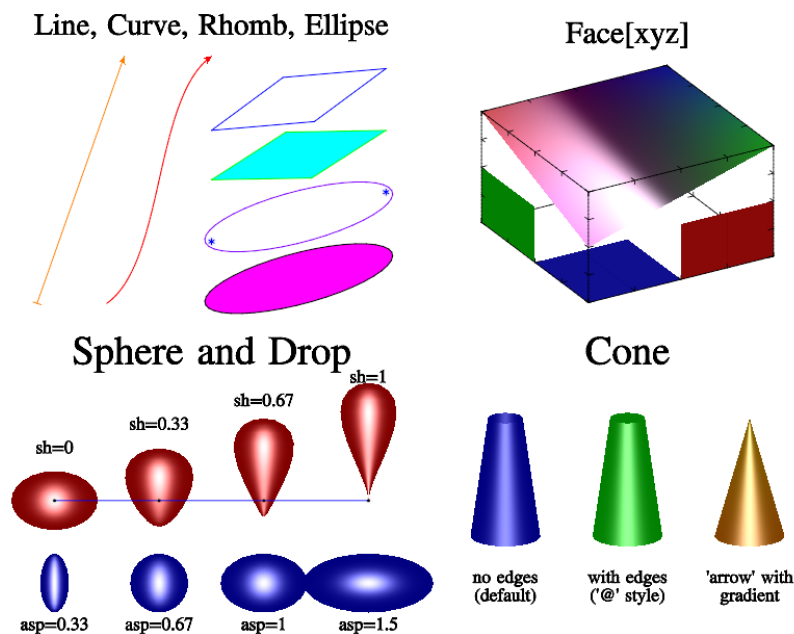 Line, Curve, Rhomb, Ellipse
Face[xyz]
Sphere and Drop
sh=0
sh=0.33
sh=0.67
sh=1
asp=0.33
asp=0.67
asp=1
asp=1.5
Cone
no edges
(default)
with edges
('@' style)
'arrow' with
gradient